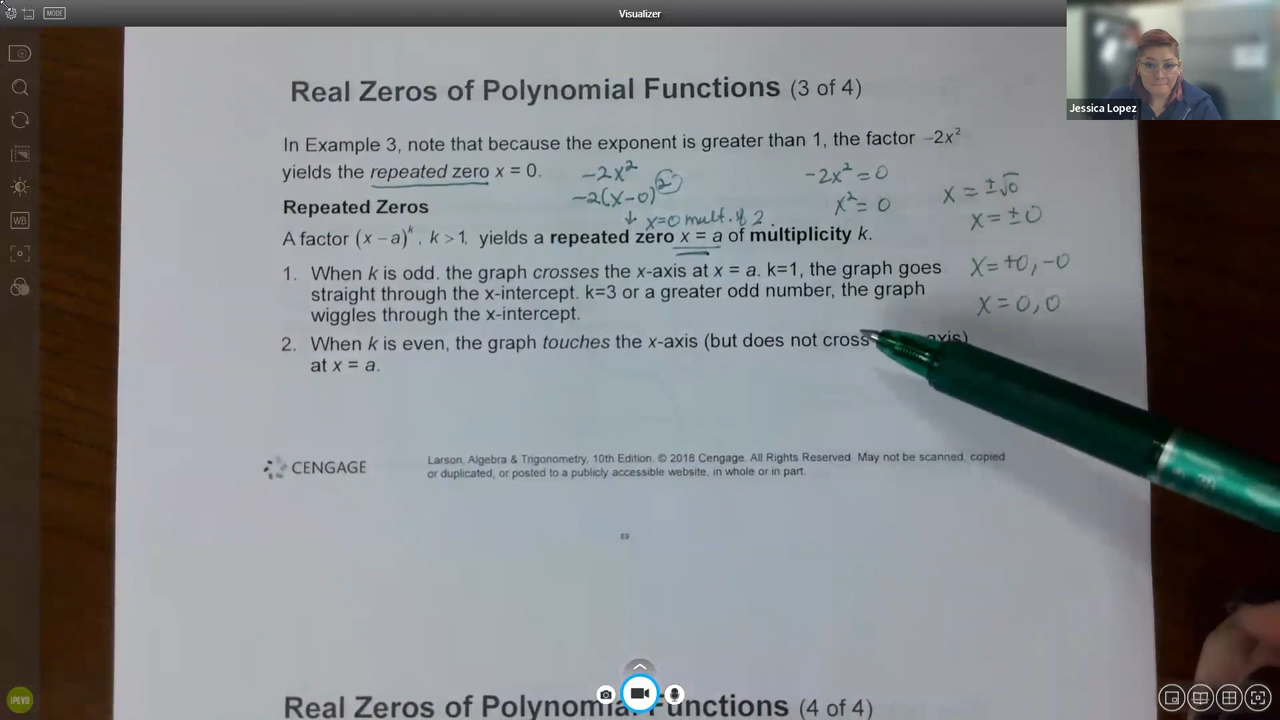 MODE
Visualizer
Jessica Lopez
Real Zeros of Polynomial Functions (3 of 4)
In Example 3, note that because the exponent is greater than 1, the factor −2x²
yields the repeated zero x = 0.
−2x²
−2(x−0)²
↓ x=0 mult. of 2.
−2x² = 0
x² = 0
x = ±√0
x = ±0
x = +0, −0
x = 0, 0
Repeated Zeros
A factor (x − a)ᵏ, k > 1, yields a repeated zero x = a of multiplicity k.
1. When k is odd. the graph crosses the x-axis at x = a. k=1, the graph goes
straight through the x-intercept. k=3 or a greater odd number, the graph
wiggles through the x-intercept.
2. When k is even, the graph touches the x-axis (but does not cross axis)
at x = a.
CENGAGE
Larson, Algebra & Trigonometry, 10th Edition. © 2018 Cengage. All Rights Reserved. May not be scanned, copied
or duplicated, or posted to a publicly accessible website, in whole or in part.
Real Zeros of Polynomial Functions (4 of 4)
WB
IPEVO